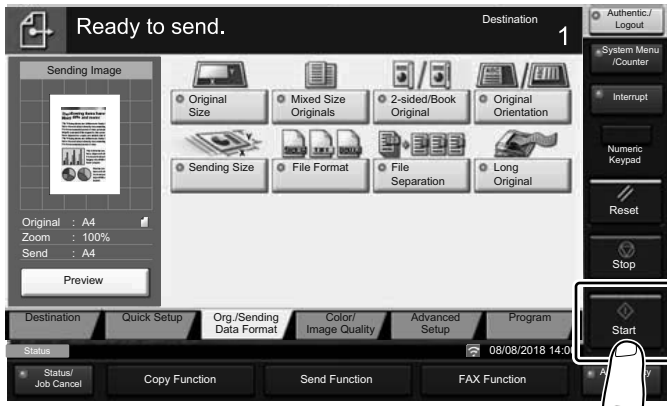 Ready to send.
Destination
1
Authentic./
Logout
System Menu
/Counter
Interrupt
Numeric
Keypad
Reset
Stop
Start
Sending Image
Original : A4
Zoom : 100%
Send : A4
Preview
Original
Size
Mixed Size
Originals
2-sided/Book
Original
Original
Orientation
Sending Size
File Format
File
Separation
Long
Original
Destination
Quick Setup
Org./Sending
Data Format
Color/
Image Quality
Advanced
Setup
Program
Status
08/08/2018 14:0
Status/
Job Cancel
Copy Function
Send Function
FAX Function